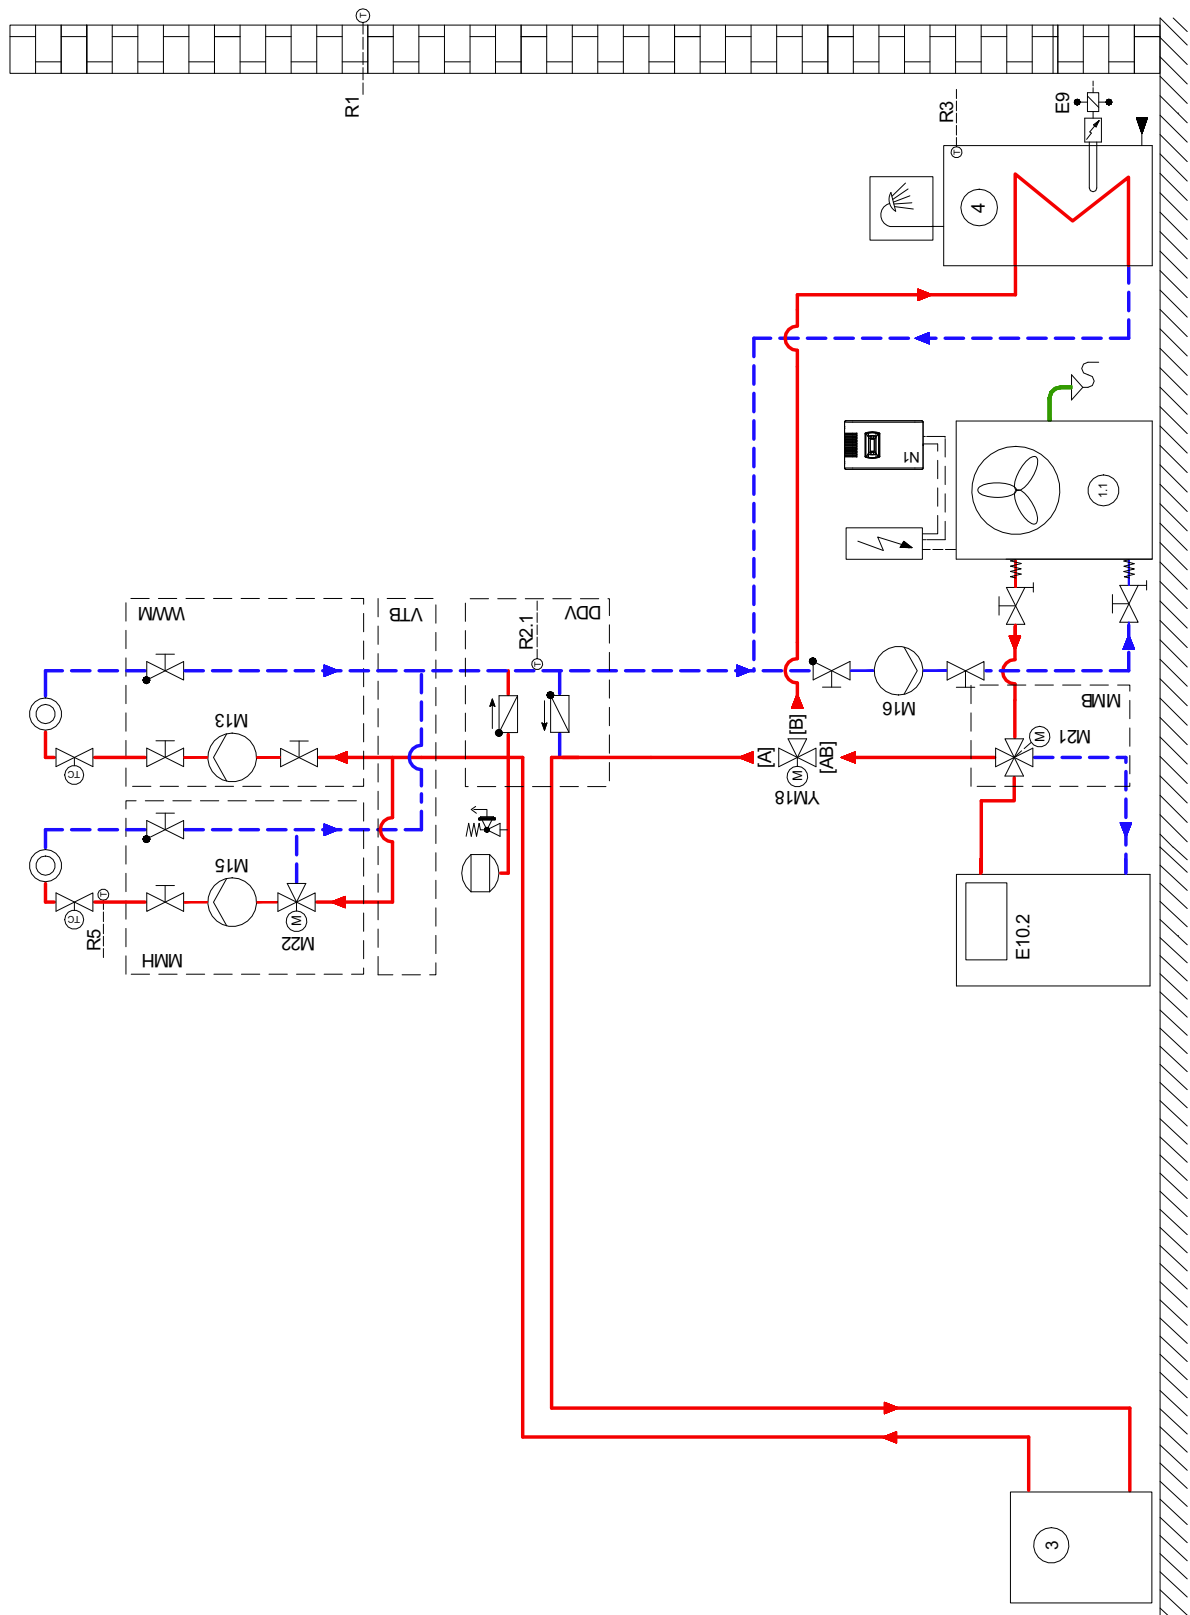 R1
R3
E9
4
N1
1.1
WWM
VTB
DDV
R2.1
M13
TC
M16
MMB
M21
M
[A]
[B]
[AB]
M
YM18
M15
TC
R5
M22
M
MMH
E10.2
3
T
T
T
T